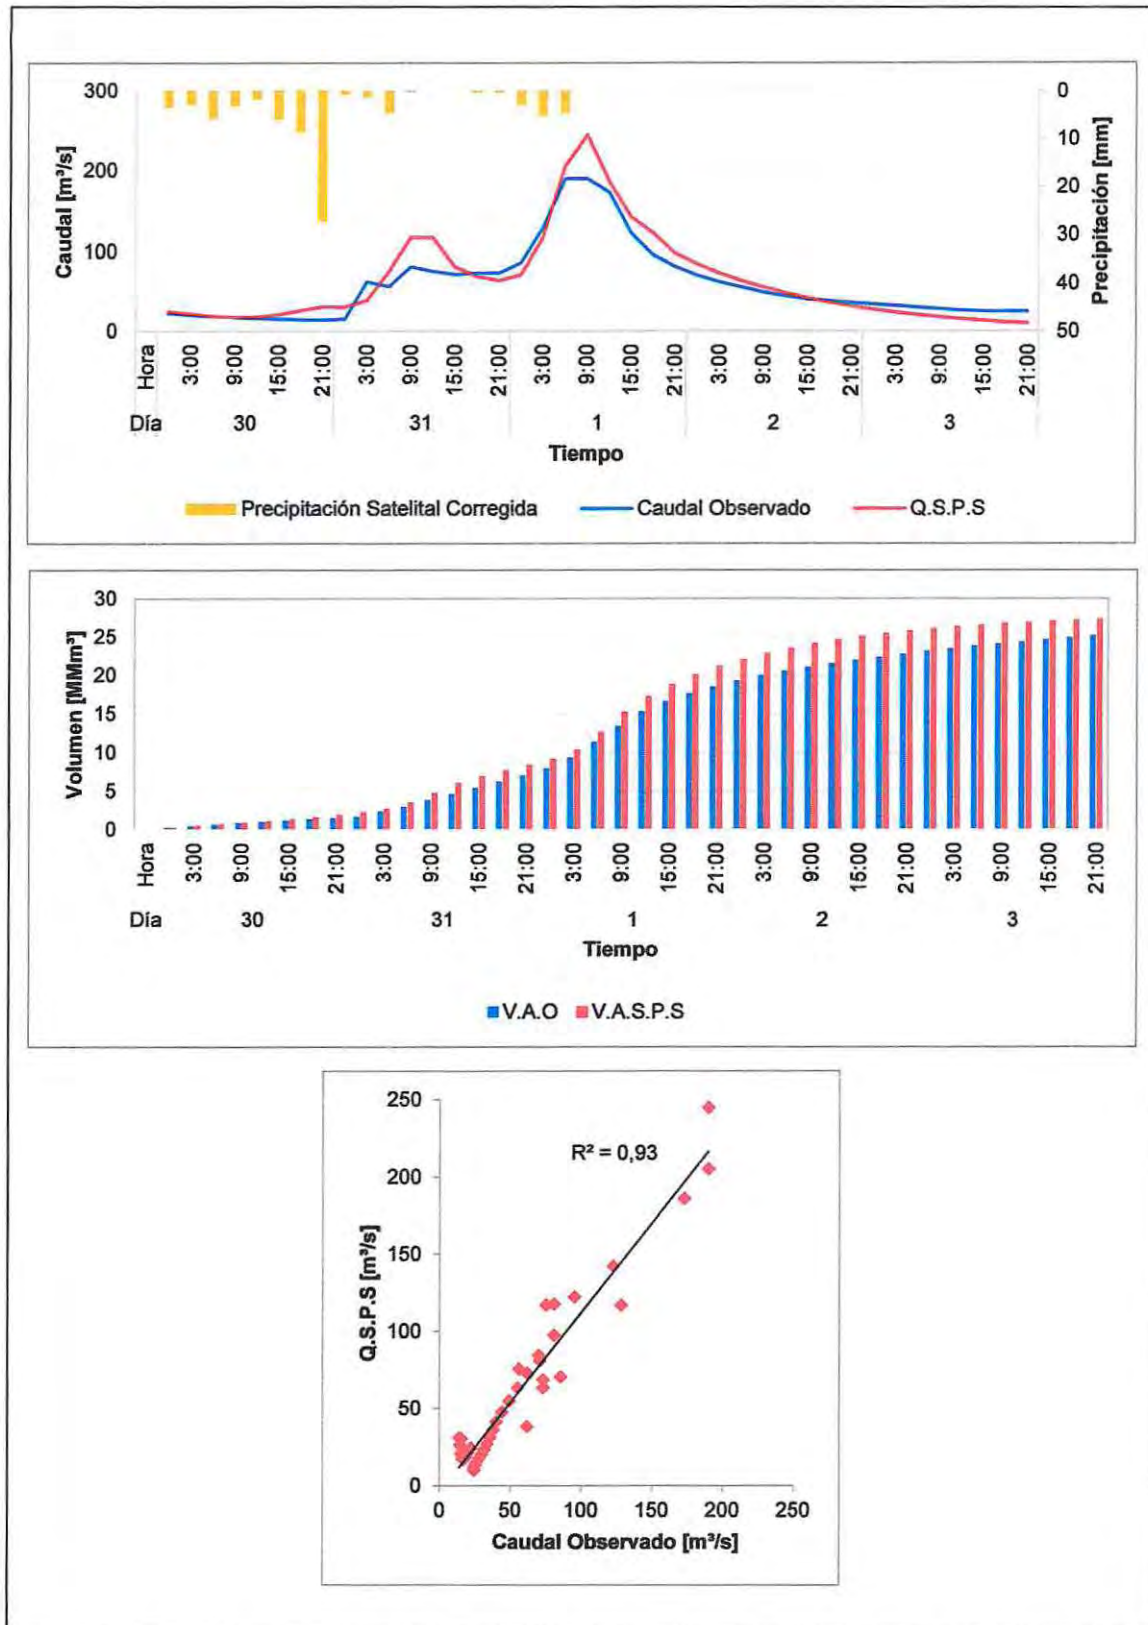 300
200
100
0
Caudal [m³/s]
0
10
20
30
40
50
Precipitación [mm]
Hora 3:00 9:00 15:00 21:00 3:00 9:00 15:00 21:00 3:00 9:00 15:00 21:00 3:00 9:00 15:00 21:00 3:00 9:00 15:00 21:00
Día 30 31 1 2 3
Tiempo
Precipitación Satelital Corregida Caudal Observado Q.S.P.S
30
25
20
15
10
5
0
Volumen [MMm³]
Hora 3:00 9:00 15:00 21:00 3:00 9:00 15:00 21:00 3:00 9:00 15:00 21:00 3:00 9:00 15:00 21:00 3:00 9:00 15:00 21:00
Día 30 31 1 2 3
Tiempo
V.A.O V.A.S.P.S
250
200
150
100
50
0
Q.S.P.S [m³/s]
R² = 0,93
0 50 100 150 200 250
Caudal Observado [m³/s]